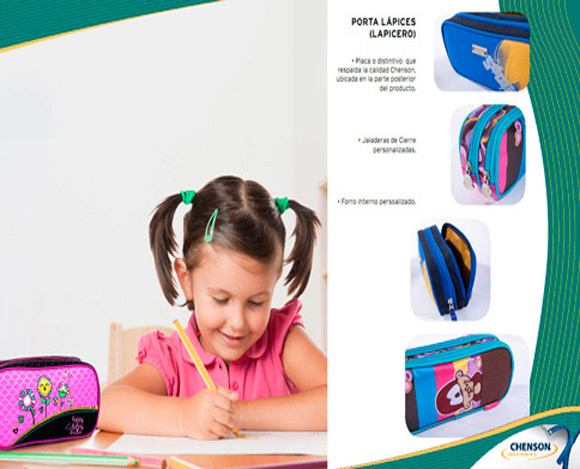 PORTA LÁPICES
(LAPICERO)
• Placa o distintivo que
respalda la calidad Chenson,
ubicada en la parte posterior
del producto.
• Jaladeras de Cierre
personalizadas.
• Forro interno persoalizado.
CHENSON